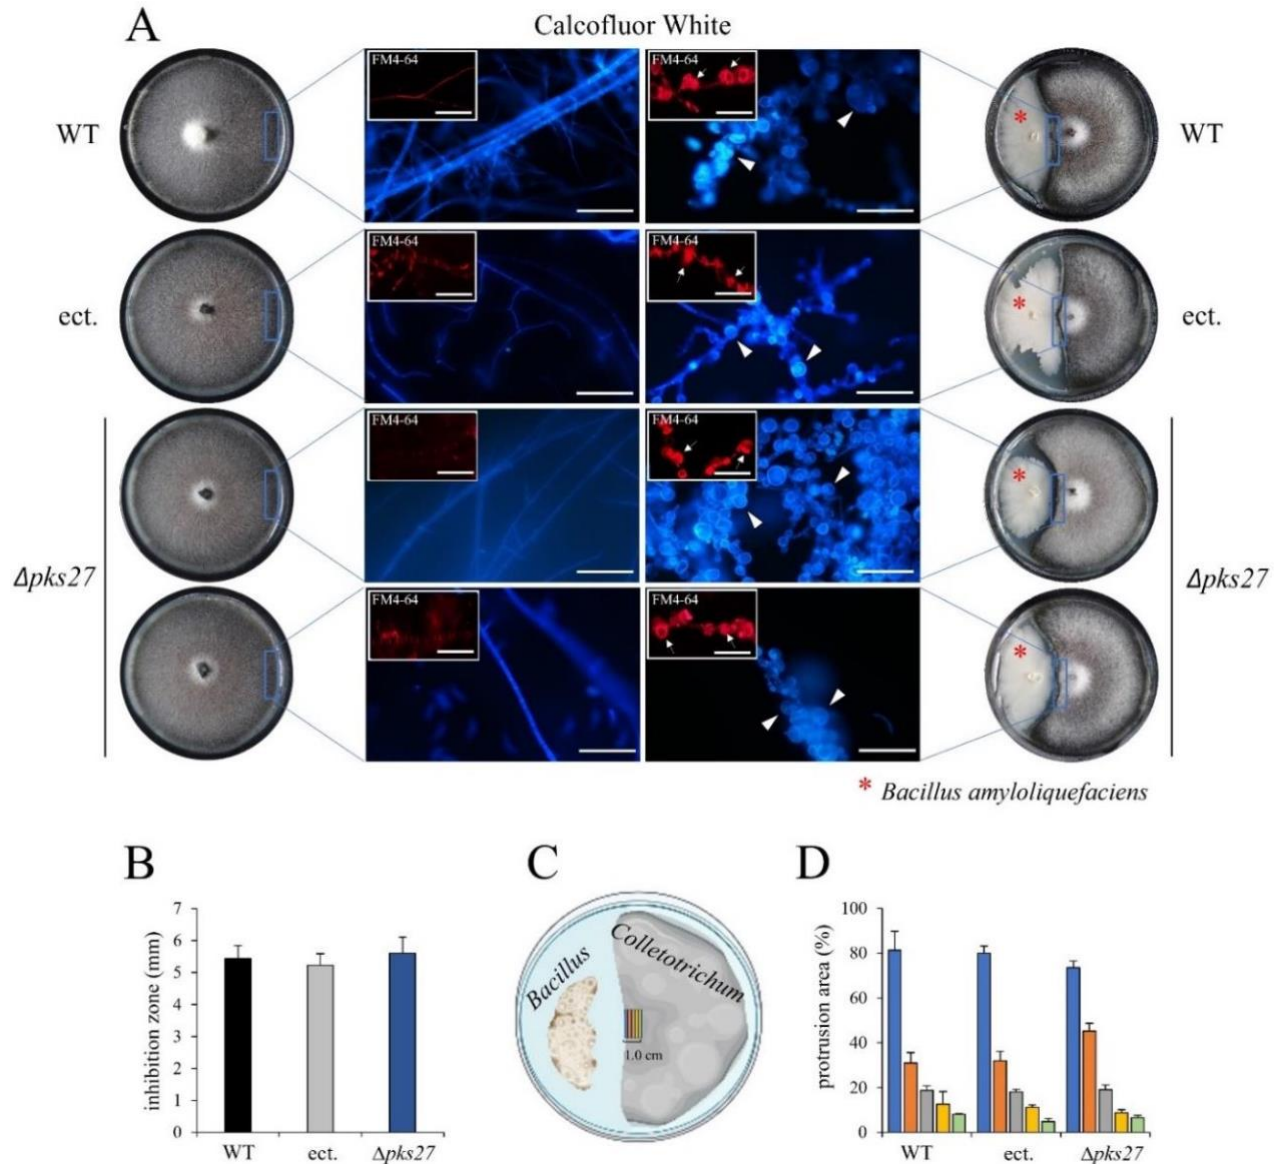 A
Calcofluor White
WT
FM4-64
FM4-64
*
WT
ect.
FM4-64
FM4-64
*
ect.
Δpks27
FM4-64
FM4-64
*
Δpks27
FM4-64
FM4-64
*
* Bacillus amyloliquefaciens
B
inhibition zone (mm)
7
6
5
4
3
2
1
0
WT ect. Δpks27
C
Bacillus
Colletotrichum
1.0 cm
D
protrusion area (%)
100
80
60
40
20
0
WT ect. Δpks27